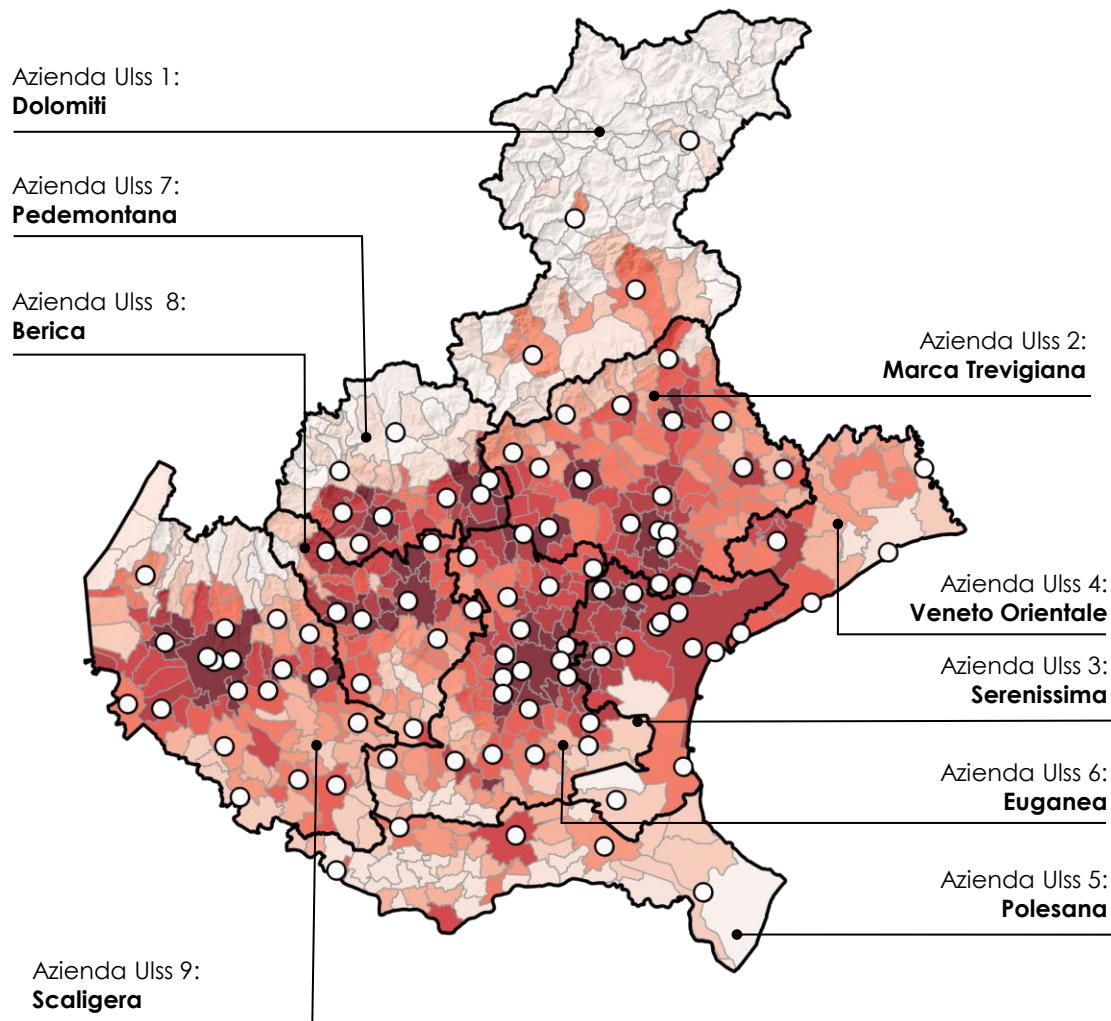 Azienda Ulss 1:
Dolomiti
Azienda Ulss 7:
Pedemontana
Azienda Ulss  8:
Berica
Azienda Ulss 2:
Marca Trevigiana
Azienda Ulss 4:
Veneto Orientale
Azienda Ulss 3:
Serenissima
Azienda Ulss 6:
Euganea
Azienda Ulss 5:
Polesana
Azienda Ulss 9:
Scaligera